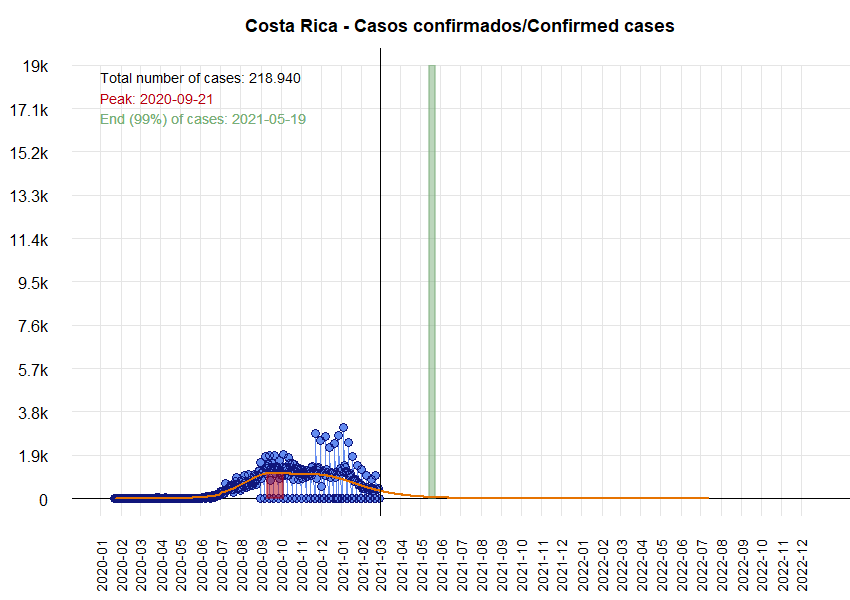 Costa Rica - Casos confirmados/Confirmed cases
19k
17.1k
15.2k
13.3k
11.4k
9.5k
7.6k
5.7k
3.8k
1.9k
0
Total number of cases: 218.940
Peak: 2020-09-21
End (99%) of cases: 2021-05-19
2020-01
2020-02
2020-03
2020-04
2020-05
2020-06
2020-07
2020-08
2020-09
2020-10
2020-11
2020-12
2021-01
2021-02
2021-03
2021-04
2021-05
2021-06
2021-07
2021-08
2021-09
2021-10
2021-11
2021-12
2022-01
2022-02
2022-03
2022-04
2022-05
2022-06
2022-07
2022-08
2022-09
2022-10
2022-11
2022-12